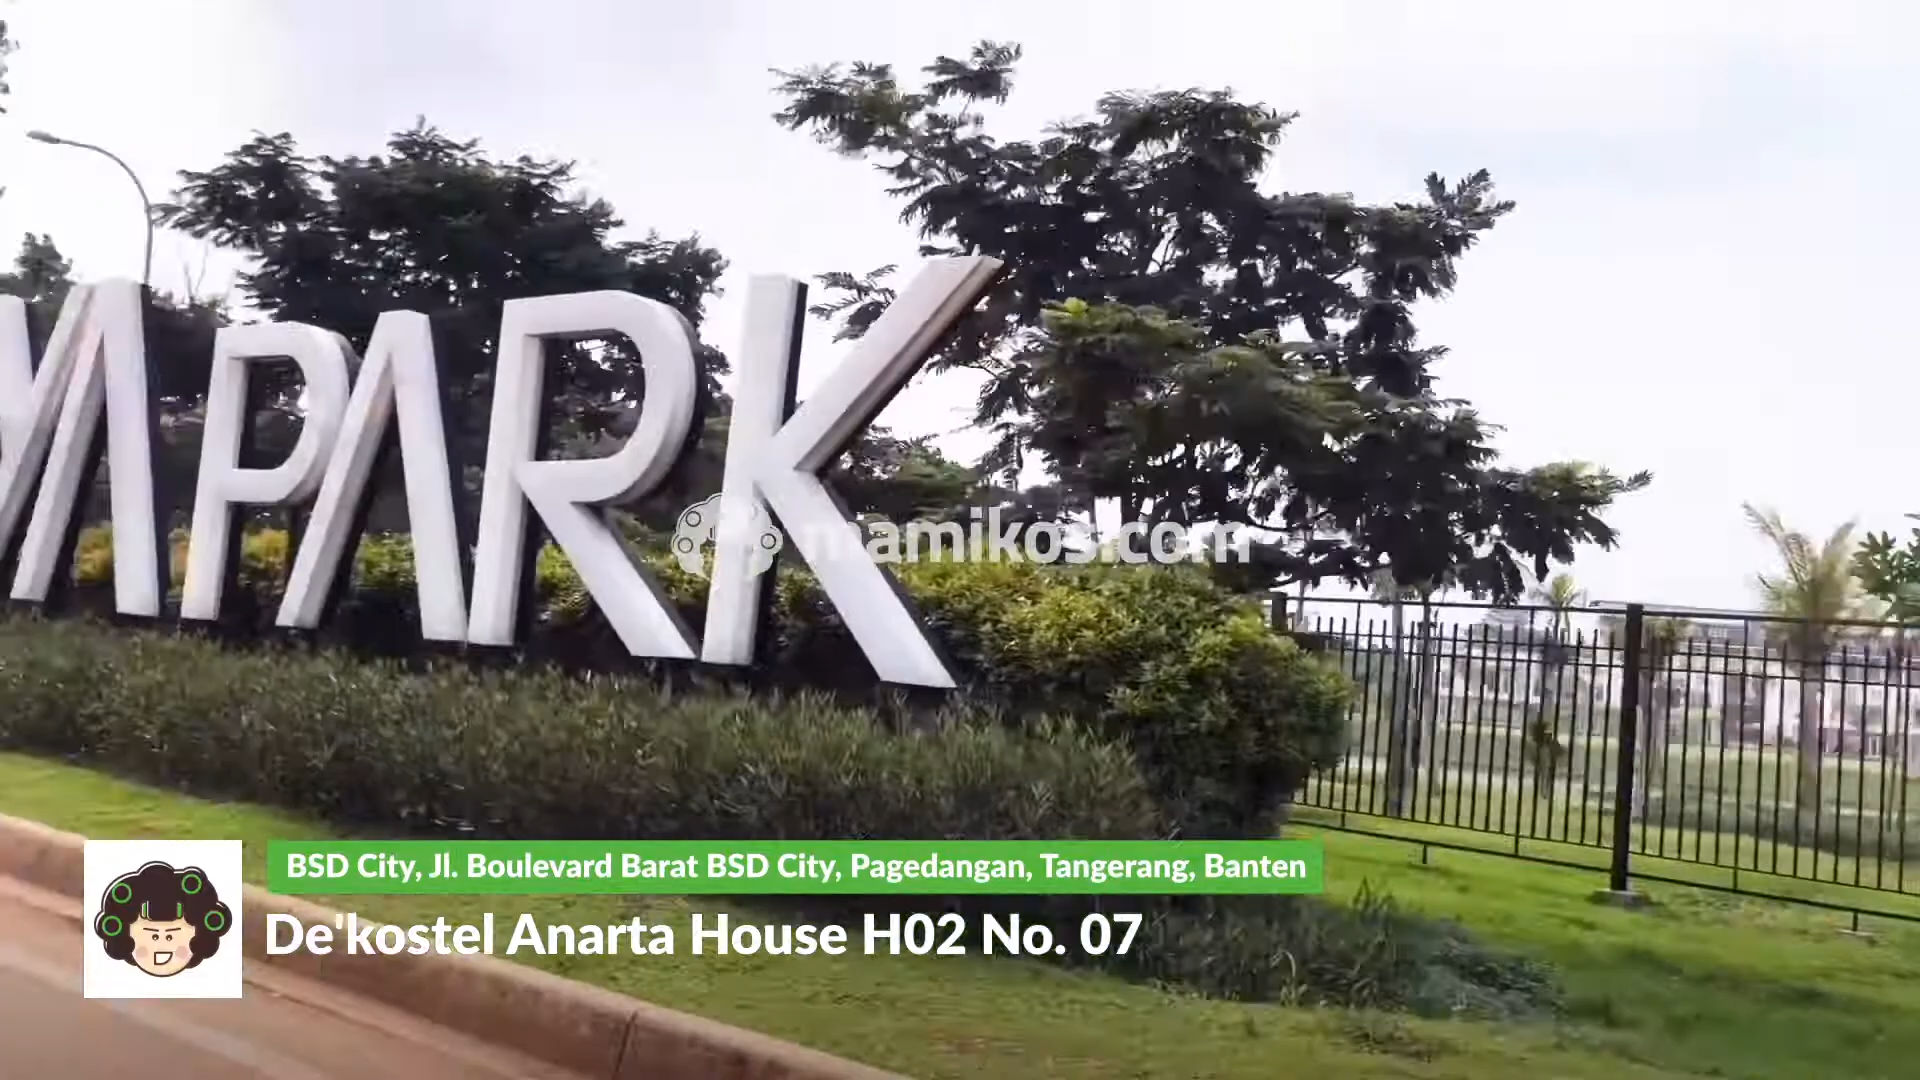 PARK
mamikos.com
BSD City, Jl. Boulevard Barat BSD City, Pagedangan, Tangerang, Banten
De'kostel Anarta House H02 No. 07